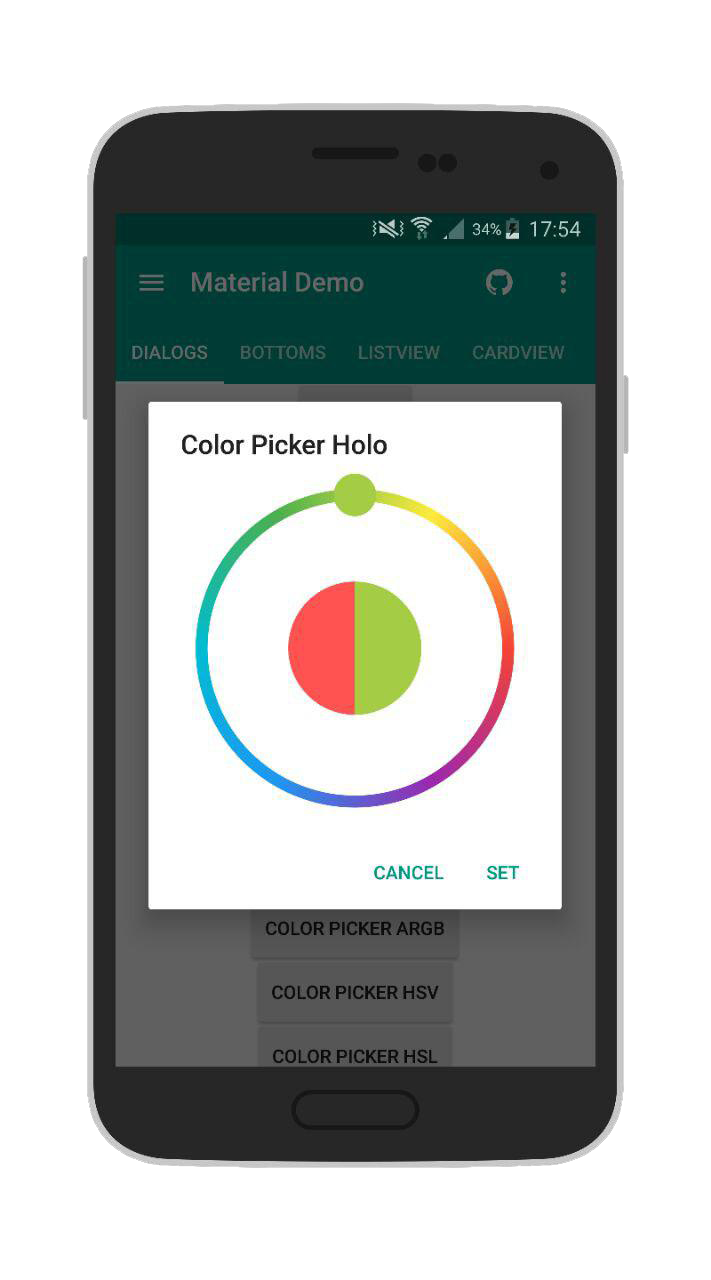 34% 17:54
Material Demo
DIALOGS BOTTOMS LISTVIEW CARDVIEW
Color Picker Holo
CANCEL SET
COLOR PICKER ARGB
COLOR PICKER HSV
COLOR PICKER HSL